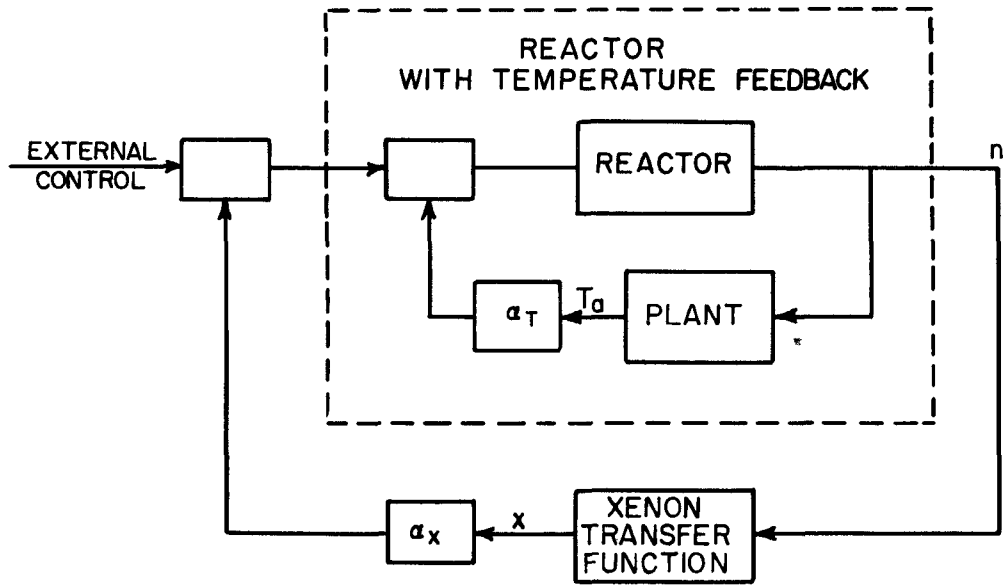 REACTOR
WITH TEMPERATURE FEEDBACK
EXTERNAL
CONTROL
REACTOR
n
αT
Ta
PLANT
αX
X
XENON
TRANSFER
FUNCTION